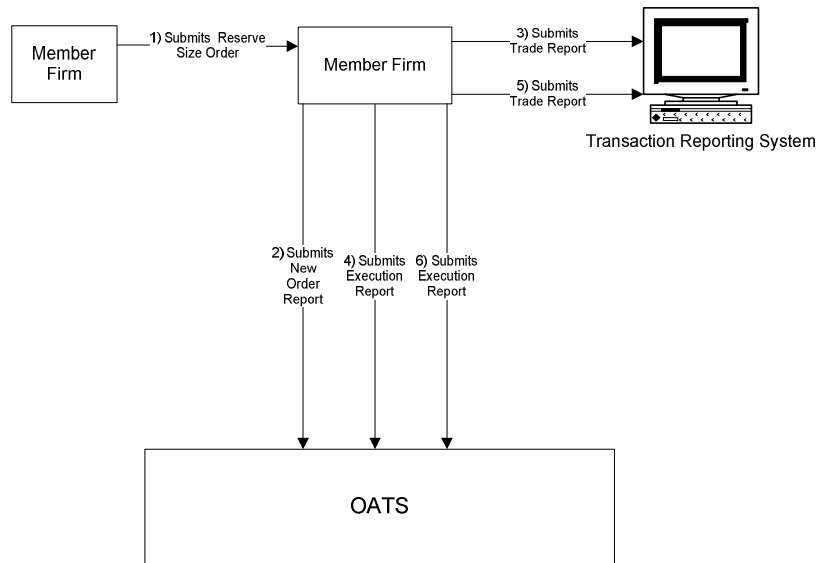 Member
Firm
1) Submits Reserve
Size Order
Member Firm
3) Submits
Trade Report
5) Submits
Trade Report
Transaction Reporting System
2) Submits
New
Order
Report
4) Submits
Execution
Report
6) Submits
Execution
Report
OATS